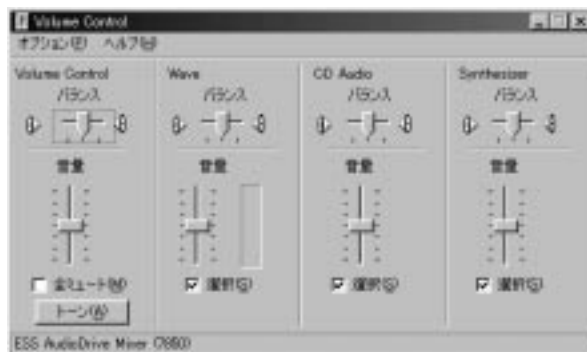 Volume Control
オプション(P) ヘルプ(H)
Volume Control
バランス
音量
全ミュート(M)
トーン(A)
Wave
バランス
音量
選択(S)
CD Audio
バランス
音量
選択(S)
Synthesizer
バランス
音量
選択(S)
ESS AudioDrive Mixer (7850)